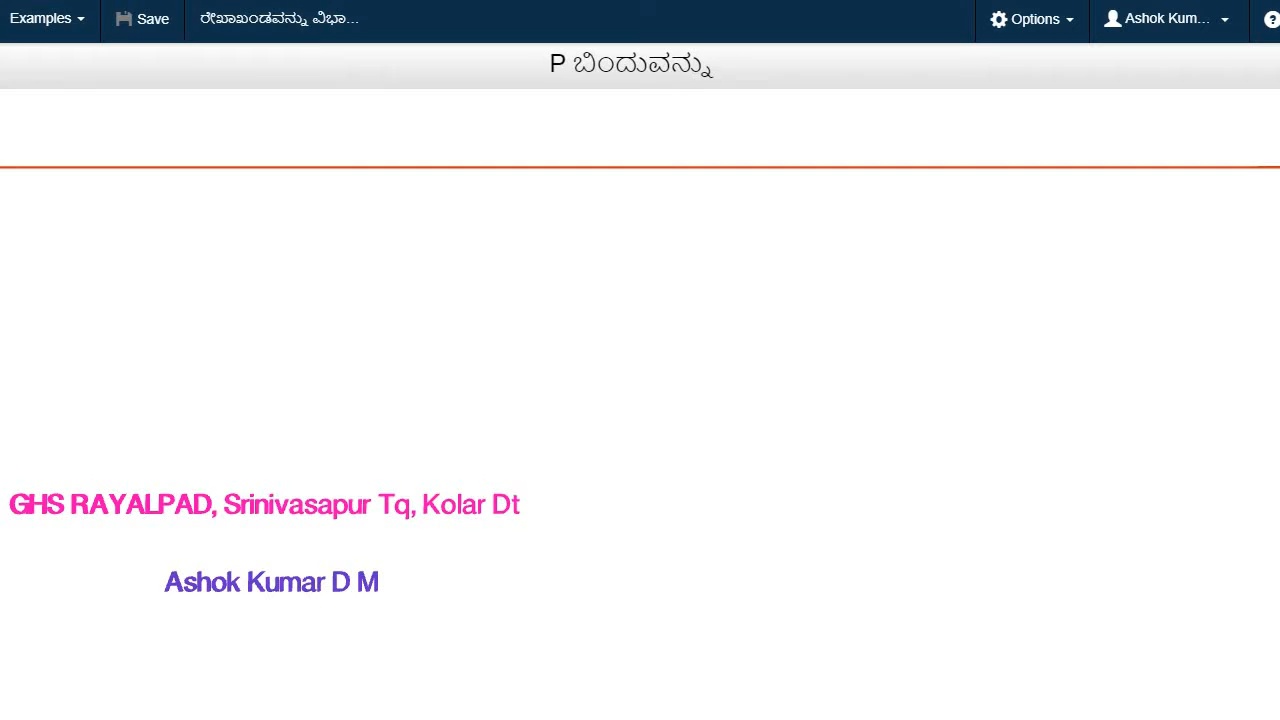 Examples Save ರೇಖಾಖಂಡವನ್ನು ವಿಭಾ... Options Ashok Kum... ?
P ಬಿಂದುವನ್ನು
GHS RAYALPAD, Srinivasapur Tq, Kolar Dt
Ashok Kumar D M